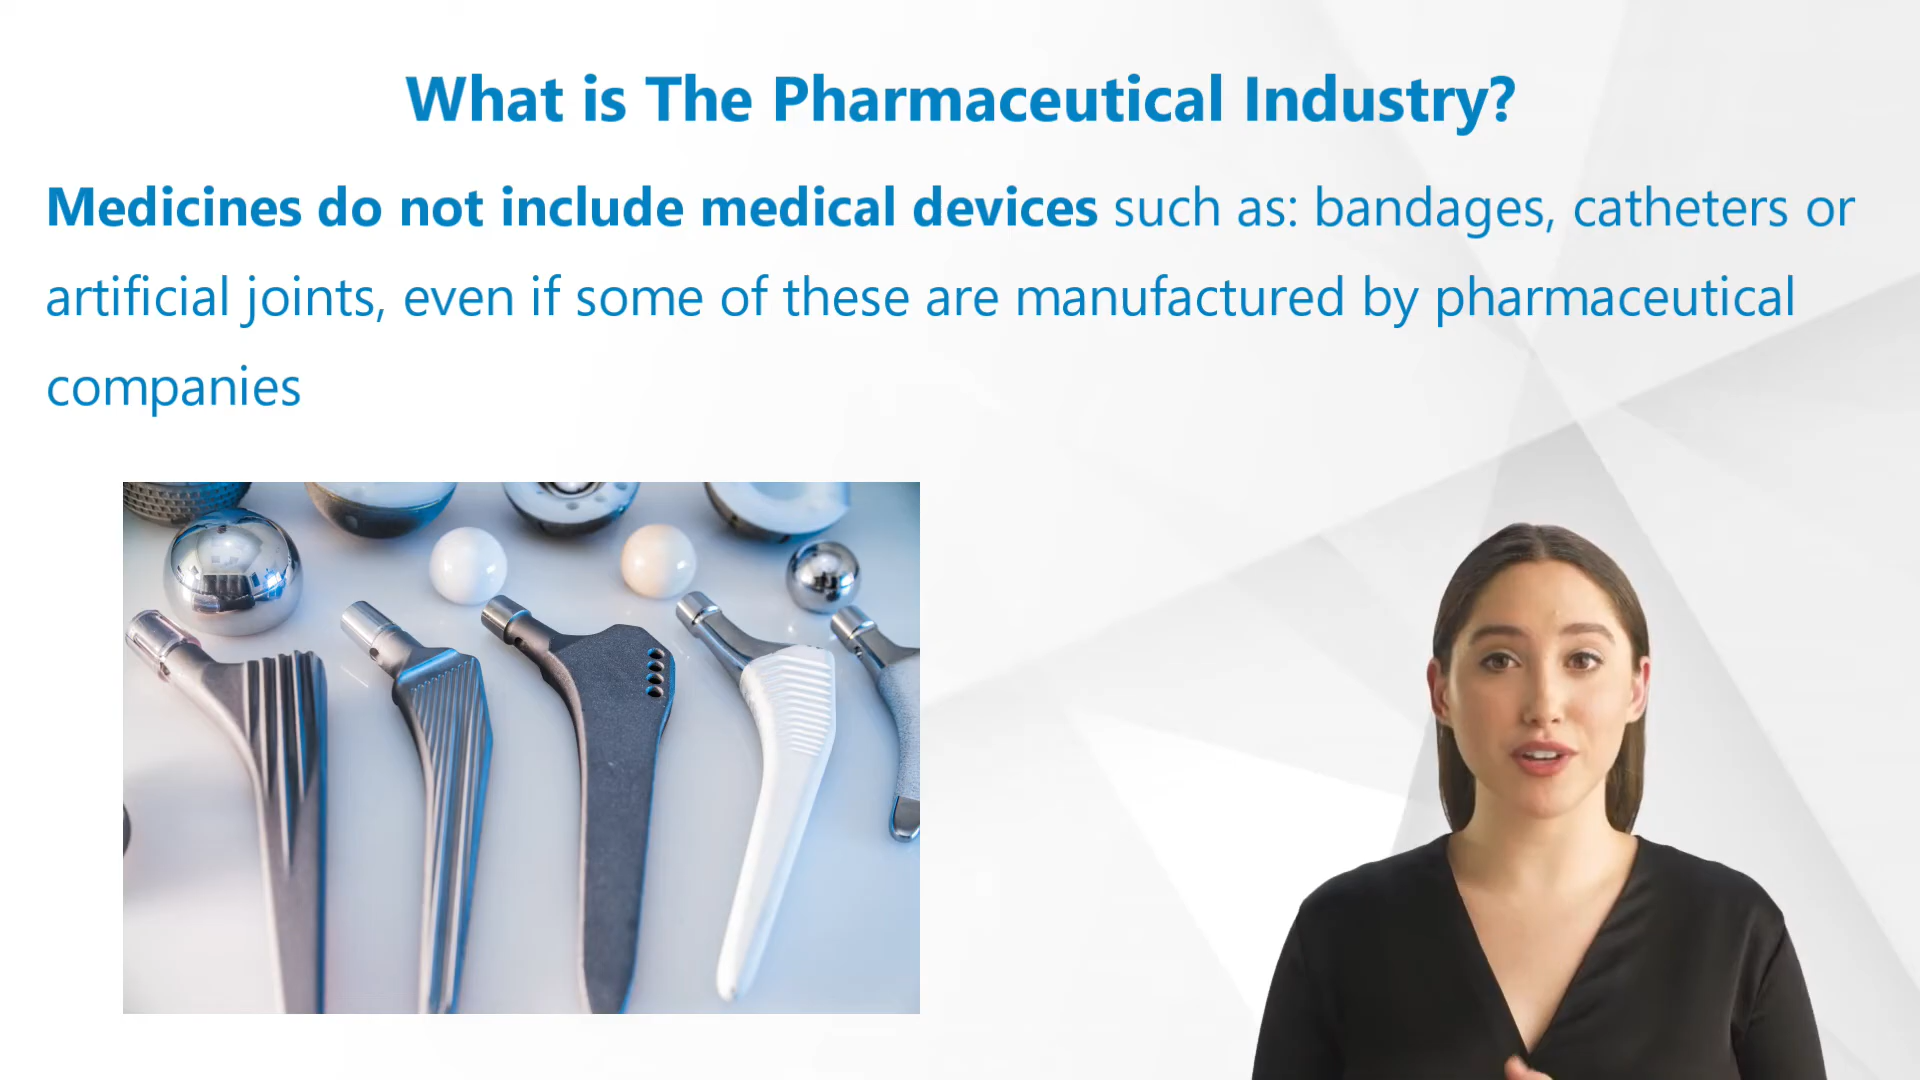 What is The Pharmaceutical Industry?
Medicines do not include medical devices such as: bandages, catheters or
artificial joints, even if some of these are manufactured by pharmaceutical
companies